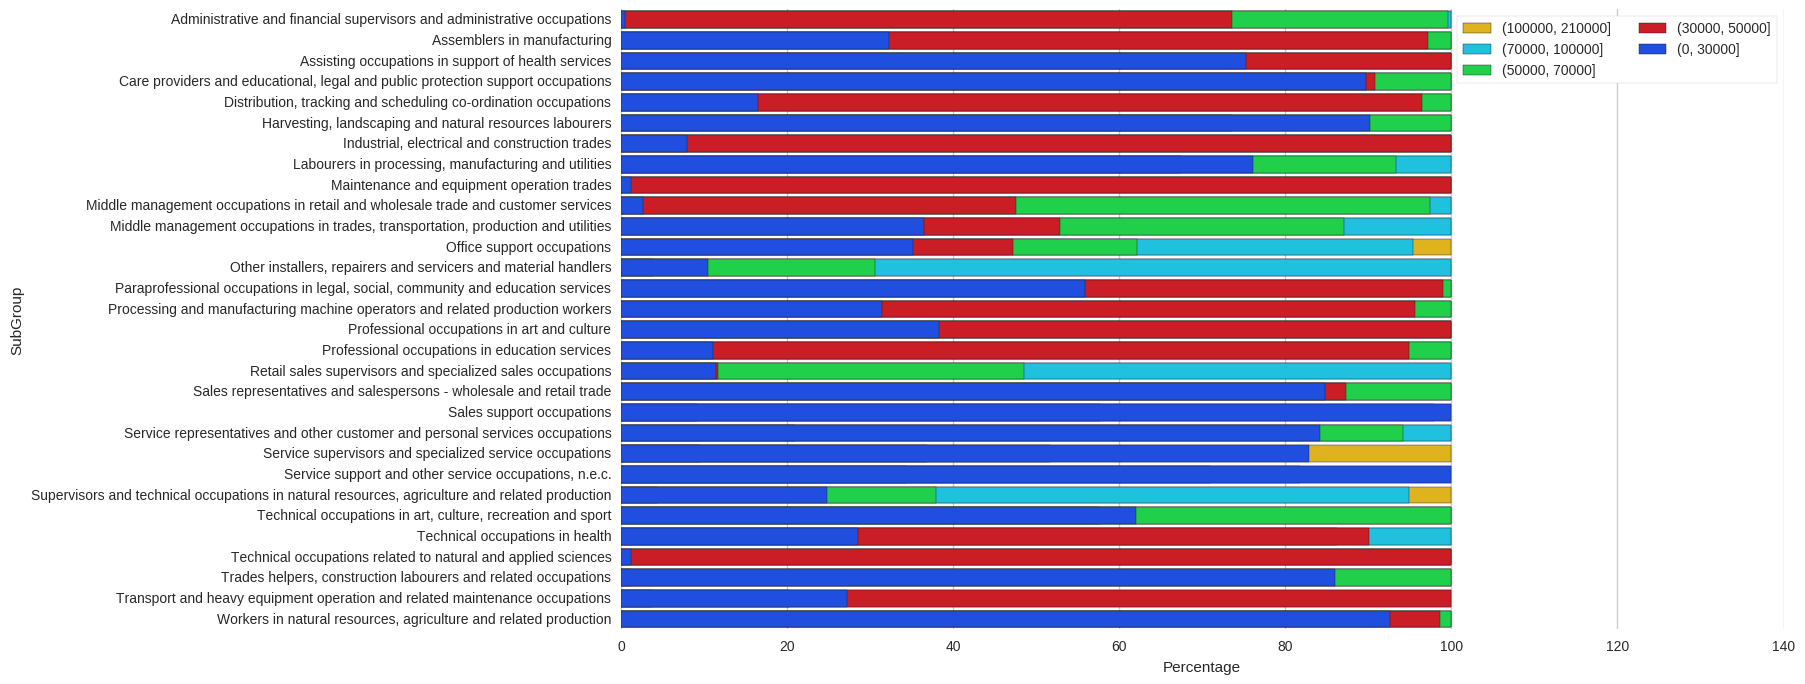 Administrative and financial supervisors and administrative occupations
Assemblers in manufacturing
Assisting occupations in support of health services
Care providers and educational, legal and public protection support occupations
Distribution, tracking and scheduling co-ordination occupations
Harvesting, landscaping and natural resources labourers
Industrial, electrical and construction trades
Labourers in processing, manufacturing and utilities
Maintenance and equipment operation trades
Middle management occupations in retail and wholesale trade and customer services
Middle management occupations in trades, transportation, production and utilities
Office support occupations
Other installers, repairers and servicers and material handlers
Paraprofessional occupations in legal, social, community and education services
Processing and manufacturing machine operators and related production workers
Professional occupations in art and culture
Professional occupations in education services
Retail sales supervisors and specialized sales occupations
Sales representatives and salespersons - wholesale and retail trade
Sales support occupations
Service representatives and other customer and personal services occupations
Service supervisors and specialized service occupations
Service support and other service occupations, n.e.c.
Supervisors and technical occupations in natural resources, agriculture and related production
Technical occupations in art, culture, recreation and sport
Technical occupations in health
Technical occupations related to natural and applied sciences
Trades helpers, construction labourers and related occupations
Transport and heavy equipment operation and related maintenance occupations
Workers in natural resources, agriculture and related production
SubGroup
0 20 40 60 80 100 120 140
Percentage
(100000, 210000] (30000, 50000]
(70000, 100000] (0, 30000]
(50000, 70000]